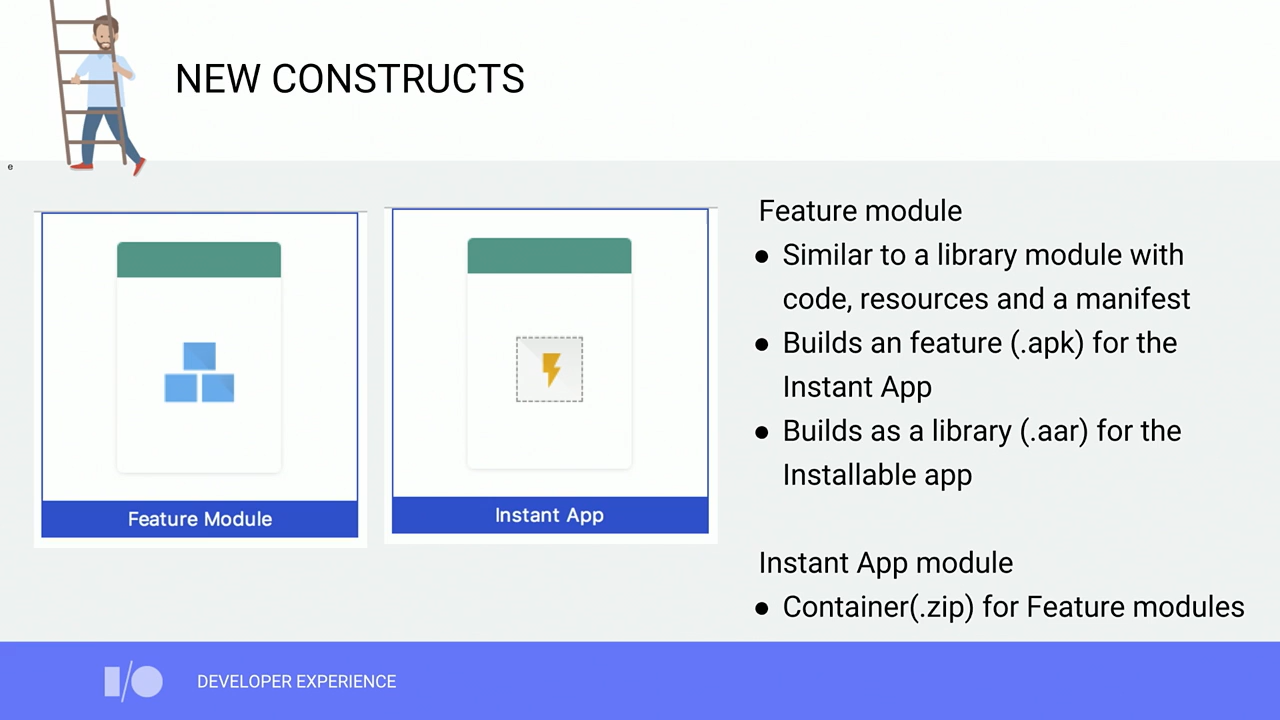 NEW CONSTRUCTS
e
Feature Module
Instant App
Feature module
● Similar to a library module with
code, resources and a manifest
● Builds an feature (.apk) for the
Instant App
● Builds as a library (.aar) for the
Installable app
Instant App module
● Container(.zip) for Feature modules
I/O
DEVELOPER EXPERIENCE